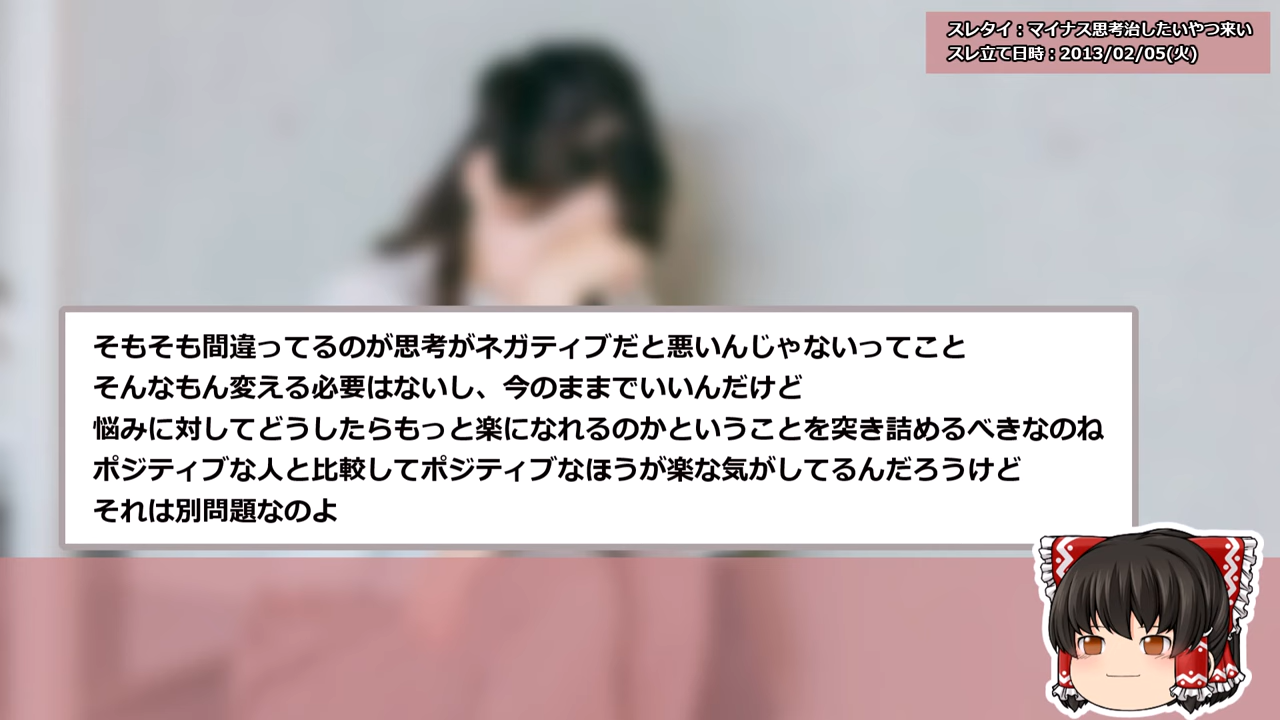 スレタイ：マイナス思考治したいやつ来い
スレ立て日時：2013/02/05(火)
そもそも間違ってるのが思考がネガティブだと悪いんじゃないってこと
そんなもん変える必要はないし、今のままでいいんだけど
悩みに対してどうしたらもっと楽になれるのかということを突き詰めるべきなのね
ポジティブな人と比較してポジティブなほうが楽な気がしてるんだろうけど
それは別問題なのよ